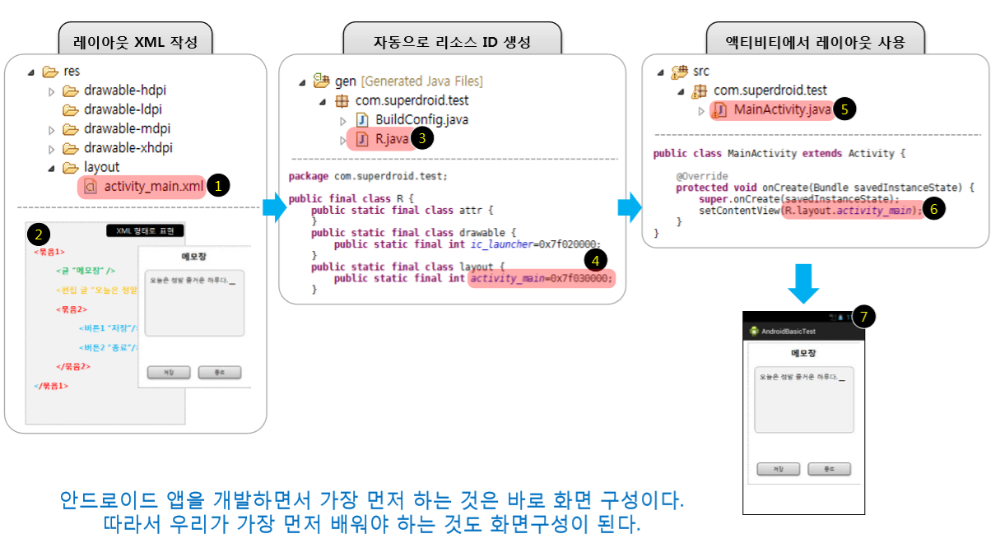 레이아웃 XML 작성
res
drawable-hdpi
drawable-ldpi
drawable-mdpi
drawable-xhdpi
layout
activity_main.xml
1
2
XML 형태로 표현
<묶음1>
<글 "메모장" />
<편집 글 "오늘은 정말
<묶음2>
<버튼1 "저장"/>
<버튼2 "종료"/>
</묶음2>
</묶음1>
메모장
오늘은 정말 즐거운 하루다.
저장
종료
자동으로 리소스 ID 생성
gen [Generated Java Files]
com.superdroid.test
BuildConfig.java
R.java
3
package com.superdroid.test;
public final class R {
public static final class attr {
}
public static final class drawable {
public static final int ic_launcher=0x7f020000;
}
4
public static final class layout {
public static final int activity_main=0x7f030000;
}
액티비티에서 레이아웃 사용
src
com.superdroid.test
MainActivity.java
5
public class MainActivity extends Activity {
@Override
protected void onCreate(Bundle savedInstanceState) {
super.onCreate(savedInstanceState);
setContentView(R.layout.activity_main);
6
}
}
7
AndroidBasicTest
메모장
오늘은 정말 즐거운 하루다.
저장
종료
안드로이드 앱을 개발하면서 가장 먼저 하는 것은 바로 화면 구성이다.
따라서 우리가 가장 먼저 배워야 하는 것도 화면구성이 된다.